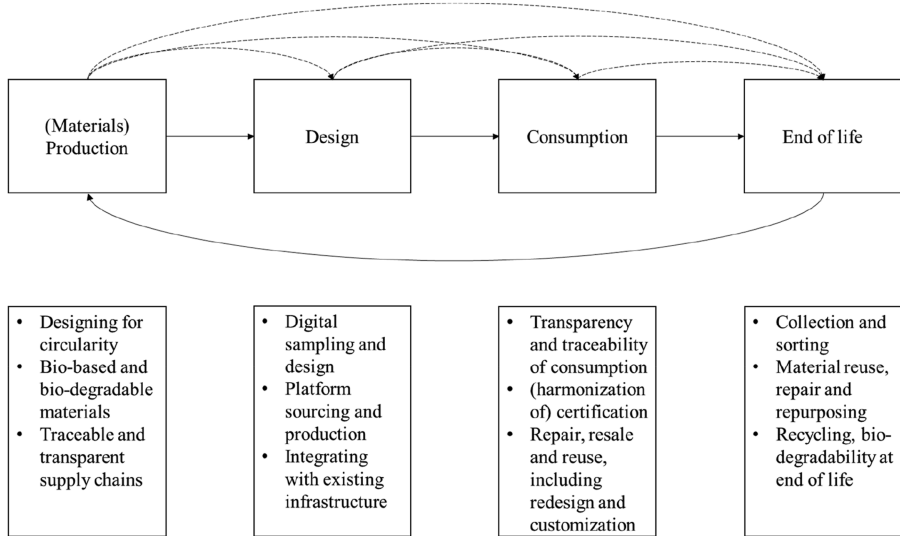 (Materials)
Production
Design
Consumption
End of life
• Designing for
circularity
• Bio-based and
bio-degradable
materials
• Traceable and
transparent
supply chains
• Digital
sampling and
design
• Platform
sourcing and
production
• Integrating
with existing
infrastructure
• Transparency
and traceability
of consumption
• (harmonization
of) certification
• Repair, resale
and reuse,
including
redesign and
customization
• Collection and
sorting
• Material reuse,
repair and
repurposing
• Recycling, bio-
degradability at
end of life